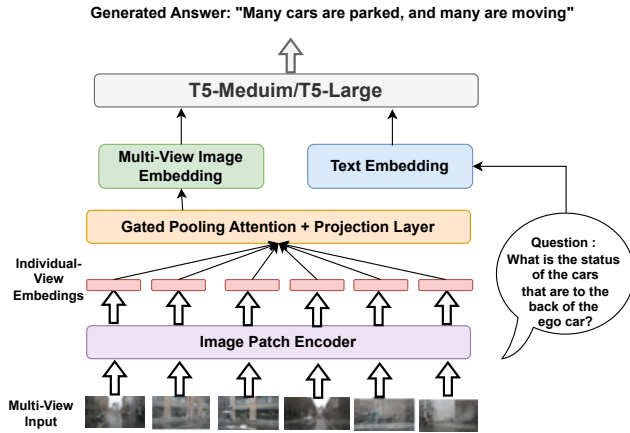 Generated Answer: "Many cars are parked, and many are moving"
T5-Meduim/T5-Large
Multi-View Image
Embedding
Text Embedding
Gated Pooling Attention + Projection Layer
Individual-
View
Embedings
Question :
What is the status
of the cars
that are to the
back of the
ego car?
Image Patch Encoder
Multi-View
Input